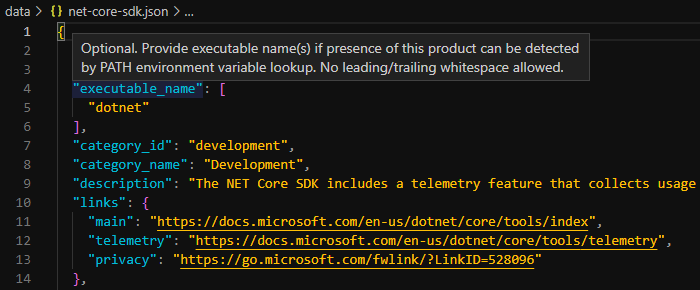 data > {} net-core-sdk.json > ...
1 {
2
Optional. Provide executable name(s) if presence of this product can be detected
3
by PATH environment variable lookup. No leading/trailing whitespace allowed.
4 "executable_name": [
5 "dotnet"
6 ],
7 "category_id": "development",
8 "category_name": "Development",
9 "description": "The NET Core SDK includes a telemetry feature that collects usage
10 "links": {
11 "main": "https://docs.microsoft.com/en-us/dotnet/core/tools/index",
12 "telemetry": "https://docs.microsoft.com/en-us/dotnet/core/tools/telemetry",
13 "privacy": "https://go.microsoft.com/fwlink/?LinkID=528096"
14 },